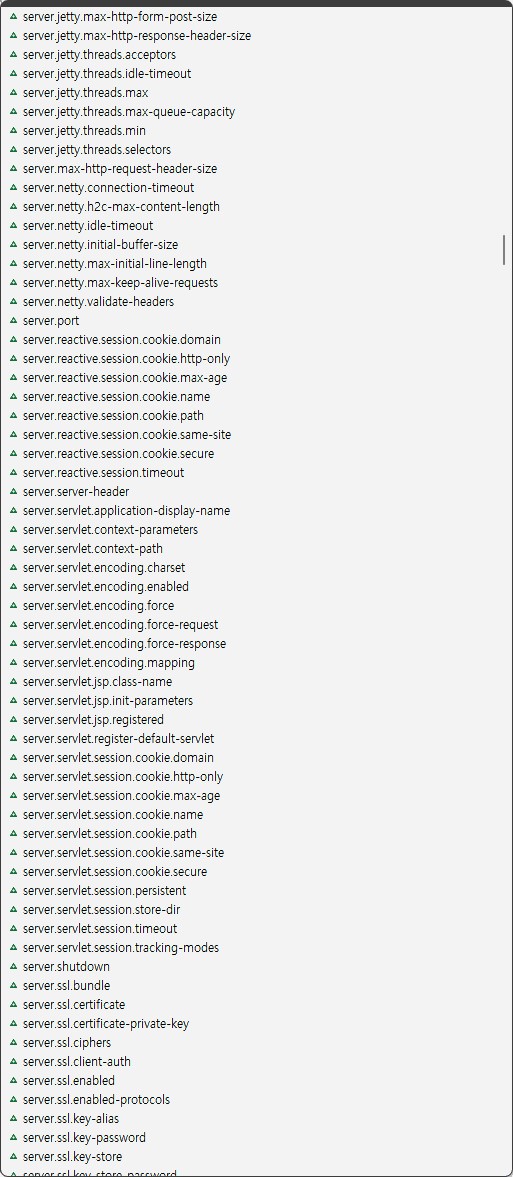 server.jetty.max-http-form-post-size
server.jetty.max-http-response-header-size
server.jetty.threads.acceptors
server.jetty.threads.idle-timeout
server.jetty.threads.max
server.jetty.threads.max-queue-capacity
server.jetty.threads.min
server.jetty.threads.selectors
server.max-http-request-header-size
server.netty.connection-timeout
server.netty.h2c-max-content-length
server.netty.idle-timeout
server.netty.initial-buffer-size
server.netty.max-initial-line-length
server.netty.max-keep-alive-requests
server.netty.validate-headers
server.port
server.reactive.session.cookie.domain
server.reactive.session.cookie.http-only
server.reactive.session.cookie.max-age
server.reactive.session.cookie.name
server.reactive.session.cookie.path
server.reactive.session.cookie.same-site
server.reactive.session.cookie.secure
server.reactive.session.timeout
server.server-header
server.servlet.application-display-name
server.servlet.context-parameters
server.servlet.context-path
server.servlet.encoding.charset
server.servlet.encoding.enabled
server.servlet.encoding.force
server.servlet.encoding.force-request
server.servlet.encoding.force-response
server.servlet.encoding.mapping
server.servlet.jsp.class-name
server.servlet.jsp.init-parameters
server.servlet.jsp.registered
server.servlet.register-default-servlet
server.servlet.session.cookie.domain
server.servlet.session.cookie.http-only
server.servlet.session.cookie.max-age
server.servlet.session.cookie.name
server.servlet.session.cookie.path
server.servlet.session.cookie.same-site
server.servlet.session.cookie.secure
server.servlet.session.persistent
server.servlet.session.store-dir
server.servlet.session.timeout
server.servlet.session.tracking-modes
server.shutdown
server.ssl.bundle
server.ssl.certificate
server.ssl.certificate-private-key
server.ssl.ciphers
server.ssl.client-auth
server.ssl.enabled
server.ssl.enabled-protocols
server.ssl.key-alias
server.ssl.key-password
server.ssl.key-store
server.ssl.key-store-password